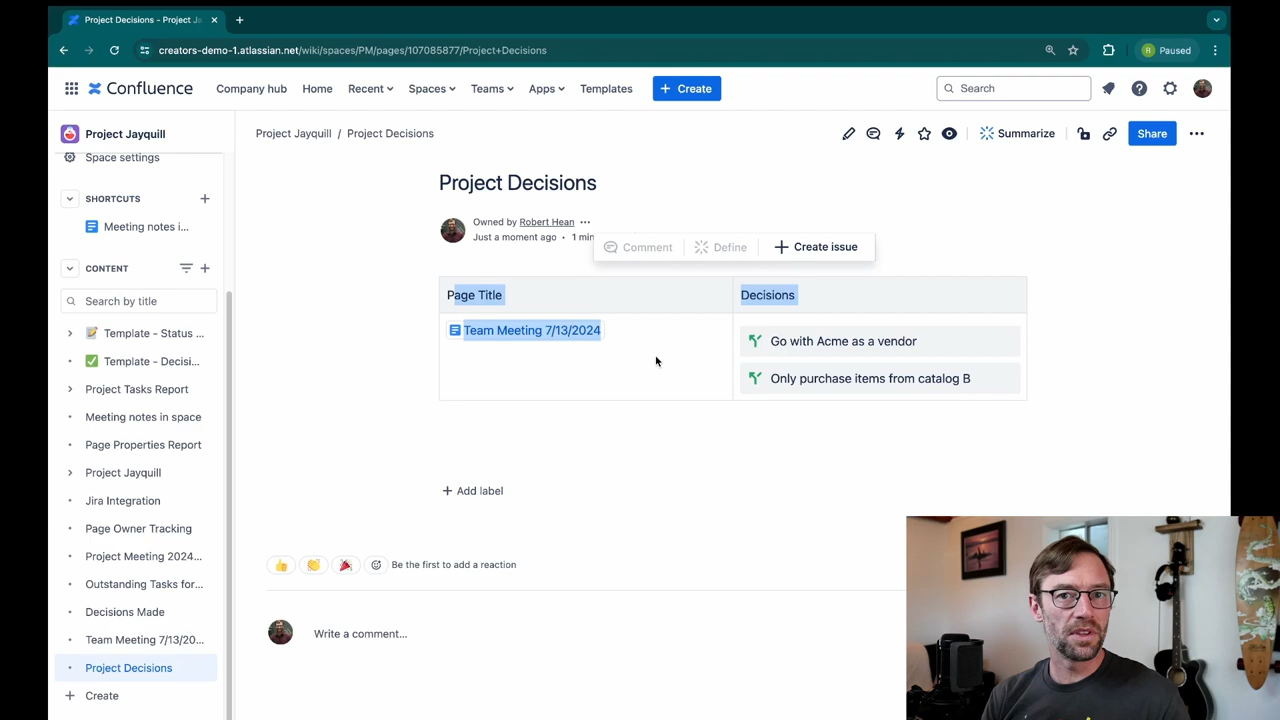 Project Decisions - Project Ja
creators-demo-1.atlassian.net/wiki/spaces/PM/pages/107085877/Project+Decisions
R Paused
Confluence Company hub Home Recent Spaces Teams Apps Templates + Create Search
Project Jayquill
Space settings
SHORTCUTS
Meeting notes i...
CONTENT
Search by title
Template - Status ...
Template - Decisi...
Project Tasks Report
Meeting notes in space
Page Properties Report
Project Jayquill
Jira Integration
Page Owner Tracking
Project Meeting 2024...
Outstanding Tasks for...
Decisions Made
Team Meeting 7/13/20...
Project Decisions
+ Create
Project Jayquill / Project Decisions
Summarize Share
Project Decisions
Owned by Robert Hean
Just a moment ago • 1 min
Comment Define + Create issue
Page Title Decisions
Team Meeting 7/13/2024
Go with Acme as a vendor
Only purchase items from catalog B
+ Add label
Be the first to add a reaction
Write a comment...